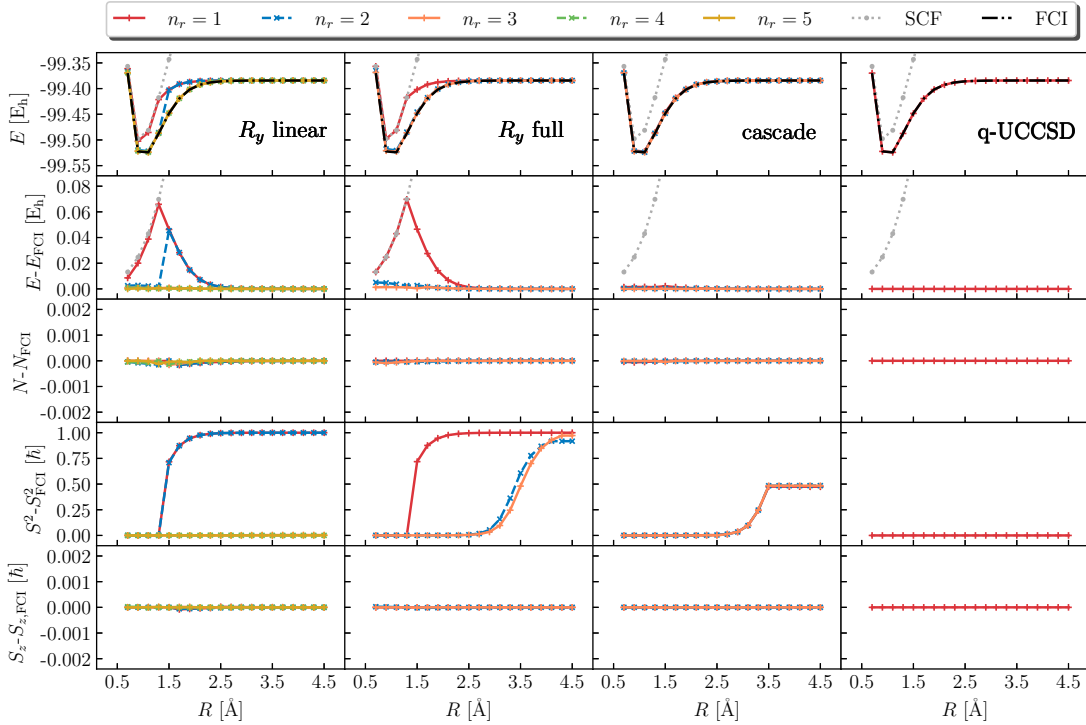 n_r = 1 n_r = 2 n_r = 3 n_r = 4 n_r = 5 SCF FCI
E [E_h]
-99.35
-99.40
-99.45
-99.50
-99.55
R_y linear R_y full cascade q-UCCSD
E-E_FCI [E_h]
0.08
0.06
0.04
0.02
0.00
N-N_FCI
0.002
0.001
0.000
-0.001
-0.002
S²-S²_FCI [ħ]
1.00
0.75
0.50
0.25
0.00
S_z-S_z,FCI [ħ]
0.002
0.001
0.000
-0.001
-0.002
0.5 1.5 2.5 3.5 4.5 0.5 1.5 2.5 3.5 4.5 0.5 1.5 2.5 3.5 4.5 0.5 1.5 2.5 3.5 4.5
R [Å] R [Å] R [Å] R [Å]